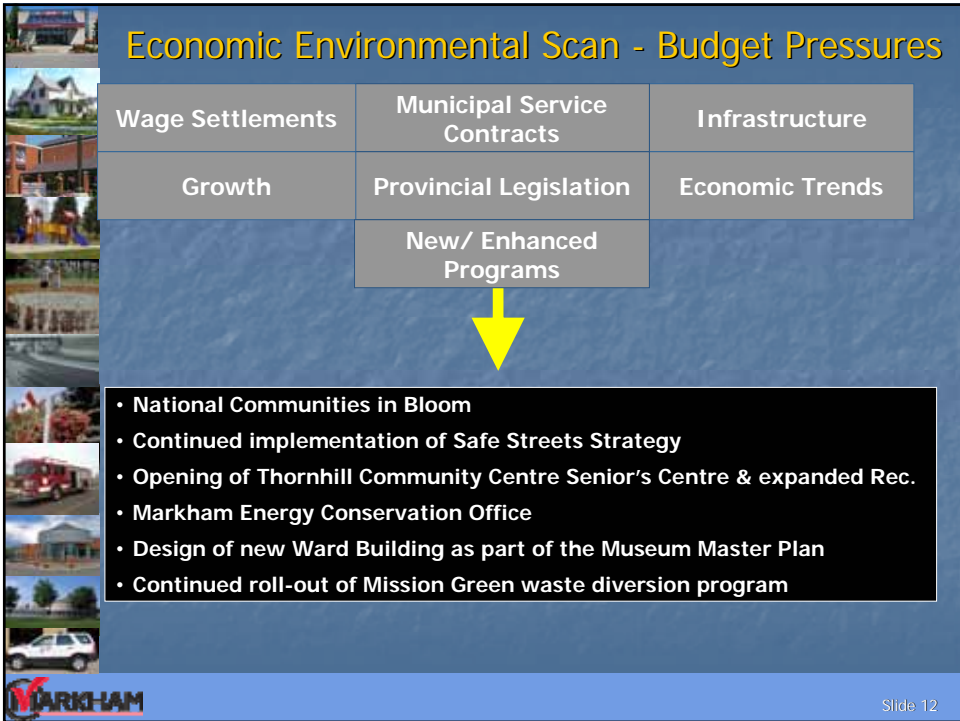 Economic Environmental Scan - Budget Pressures
Wage Settlements
Municipal Service
Contracts
Infrastructure
Growth
Provincial Legislation
Economic Trends
New/ Enhanced
Programs
• National Communities in Bloom
• Continued implementation of Safe Streets Strategy
• Opening of Thornhill Community Centre Senior's Centre & expanded Rec.
• Markham Energy Conservation Office
• Design of new Ward Building as part of the Museum Master Plan
• Continued roll-out of Mission Green waste diversion program
MARKHAM
Slide 12